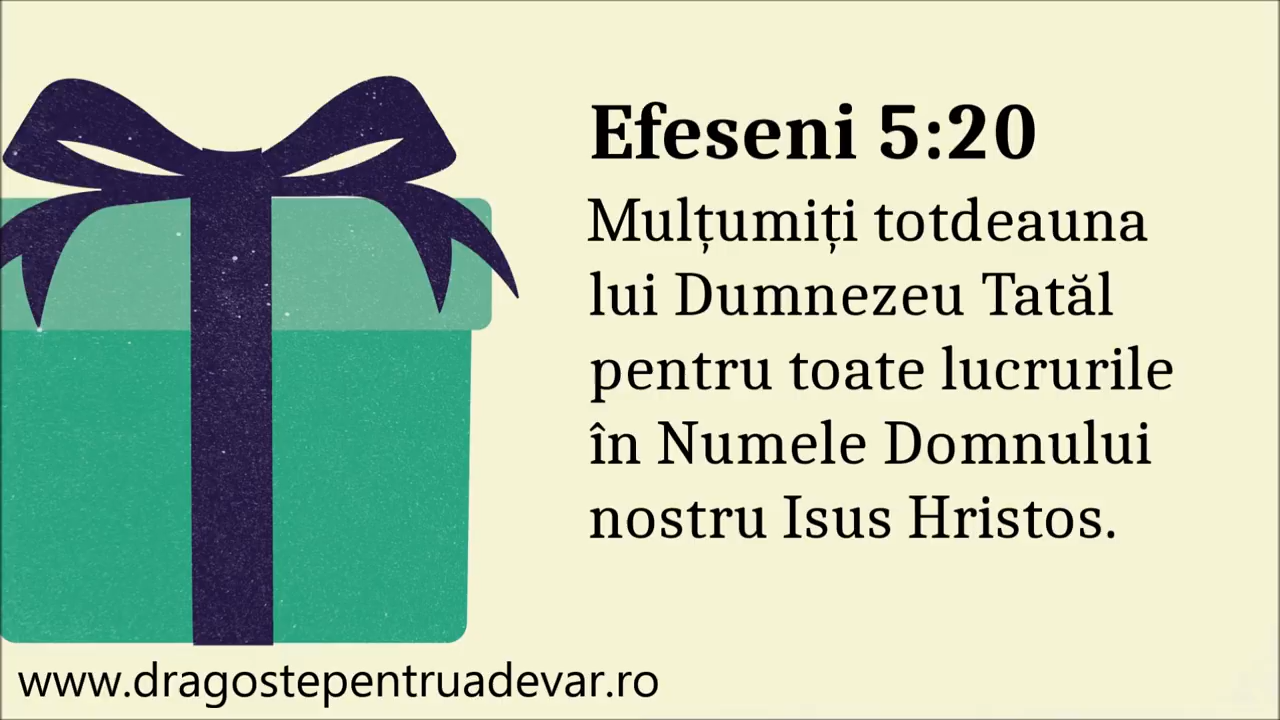 Efeseni 5:20
Mulțumiți totdeauna
lui Dumnezeu Tatăl
pentru toate lucrurile
în Numele Domnului
nostru Isus Hristos.
www.dragostepentruadevar.ro